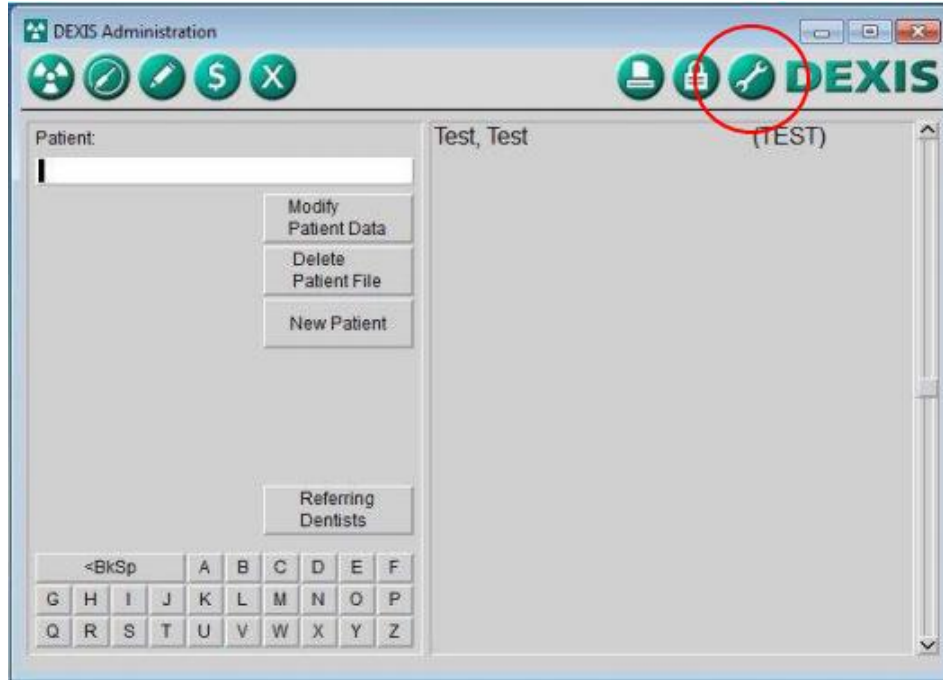 DEXIS Administration
$ X
DEXIS
Patient:
Test, Test (TEST)
Modify
Patient Data
Delete
Patient File
New Patient
Referring
Dentists
<BkSp A B C D E F
G H I J K L M N O P
Q R S T U V W X Y Z